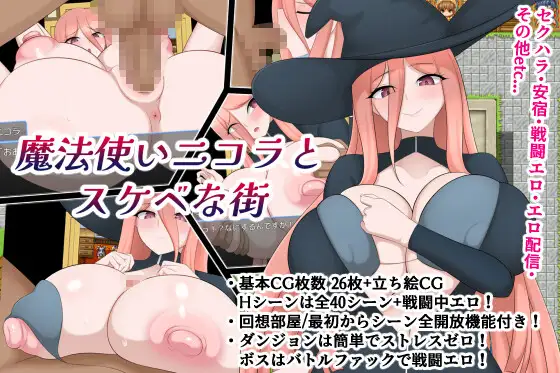 セクハラ・安宿・戦闘エロ・エロ配信・
その他etc…
魔法使いニコラと
スケベな街
・基本CG枚数 26枚+立ち絵CG
Hシーンは全40シーン+戦闘中エロ！
・回想部屋/最初からシーン全開放機能付き！
・ダンジョンは簡単でストレスゼロ！
ボスはバトルファックで戦闘エロ！